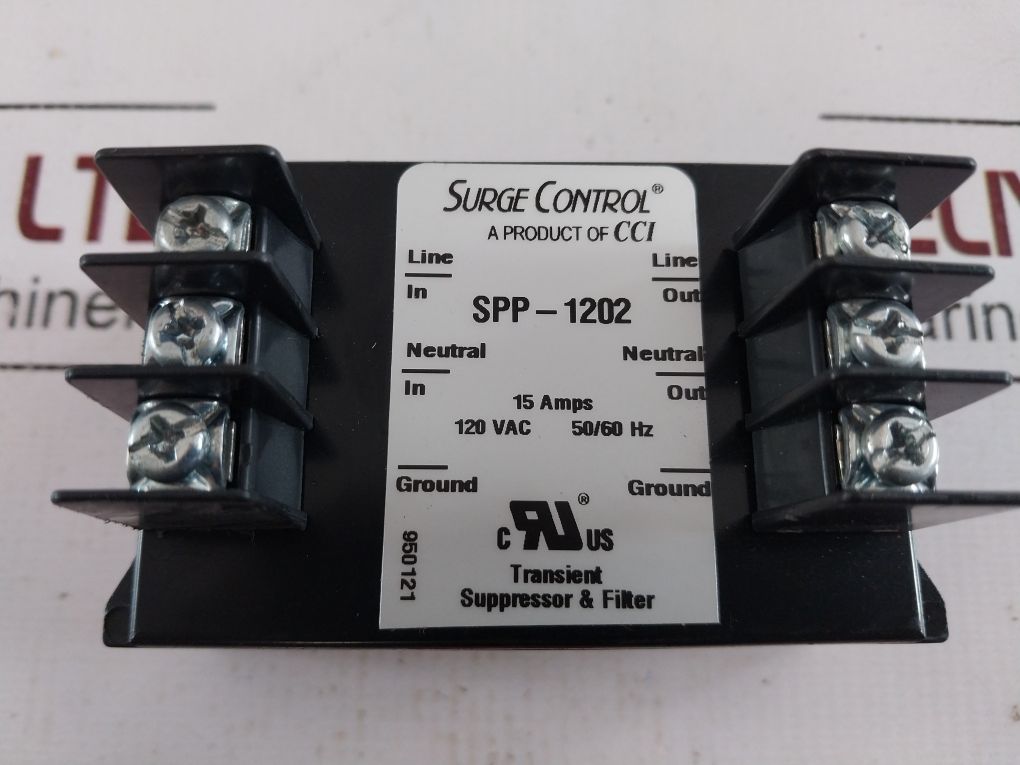 SURGE CONTROL®
A PRODUCT OF CCI
Line In
Line Out
SPP-1202
Neutral In
Neutral Out
15 Amps
120 VAC 50/60 Hz
Ground
Ground
C RU® US
950121
Transient
Suppressor & Filter